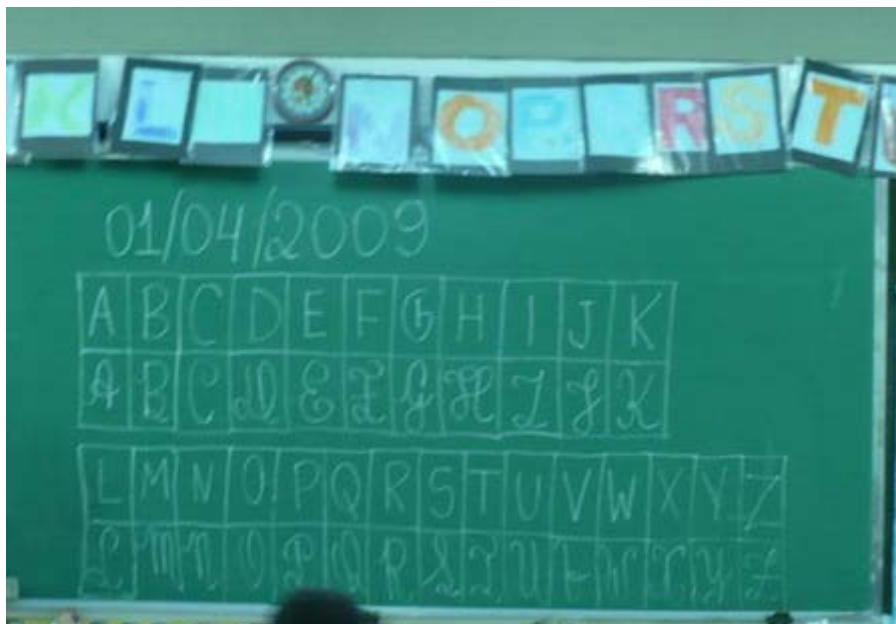 K L M N O P R S T
01/04/2009
A B C D E F G H I J K
A B C D E F G H I J K
L M N O P Q R S T U V W X Y Z
L M N O P Q R S T U V W X Y Z